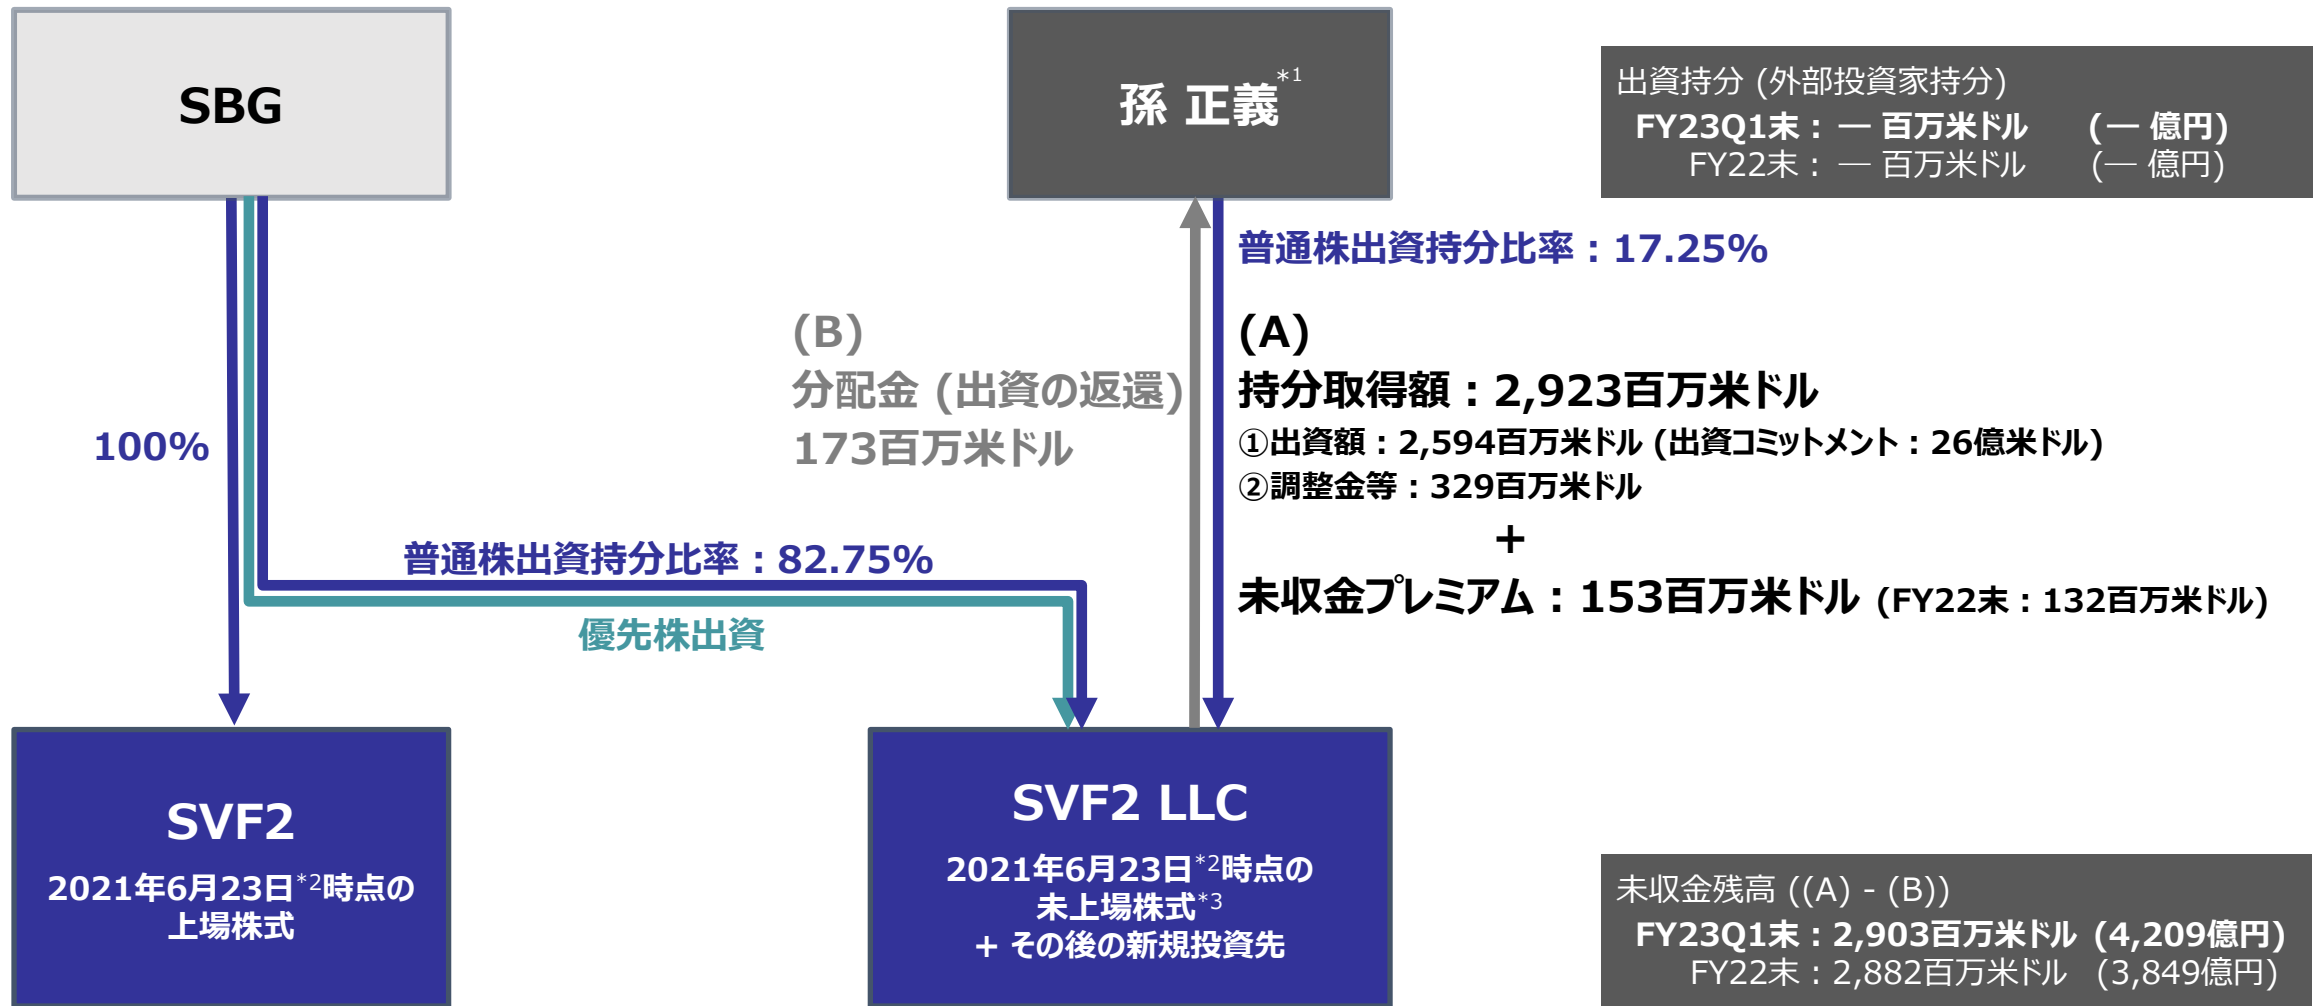 SBG
孫 正義*1
出資持分 (外部投資家持分)
FY23Q1末：― 百万米ドル (― 億円)
FY22末：― 百万米ドル (― 億円)
普通株出資持分比率：17.25%
(B)
分配金 (出資の返還)
173百万米ドル
(A)
持分取得額：2,923百万米ドル
①出資額：2,594百万米ドル (出資コミットメント：26億米ドル)
②調整金等：329百万米ドル
+
未収金プレミアム：153百万米ドル (FY22末：132百万米ドル)
100%
普通株出資持分比率：82.75%
優先株出資
SVF2
2021年6月23日*2時点の
上場株式
SVF2 LLC
2021年6月23日*2時点の
未上場株式*3
+ その後の新規投資先
未収金残高 ((A) - (B))
FY23Q1末：2,903百万米ドル (4,209億円)
FY22末：2,882百万米ドル (3,849億円)